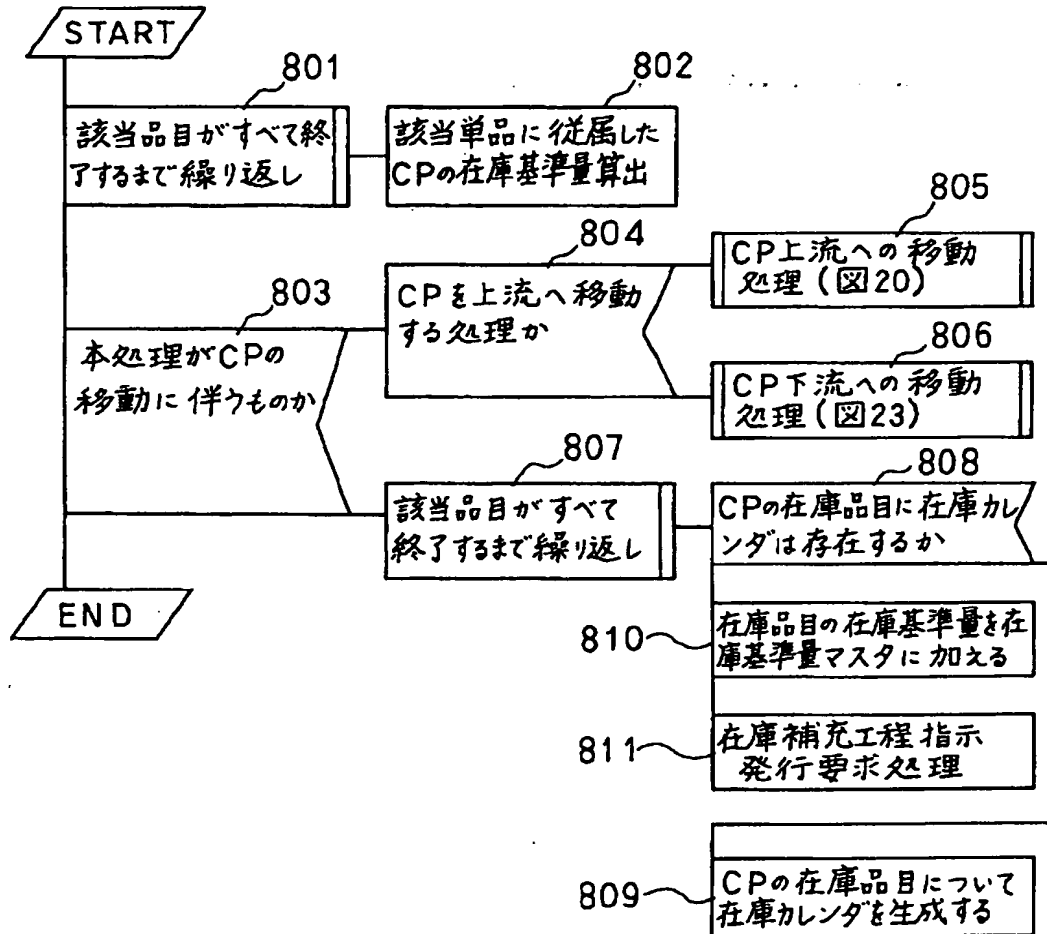 START
801
該当品目がすべて終
了するまで繰り返し
802
該当単品に従属した
CPの在庫基準量算出
803
本処理がCPの
移動に伴うものか
804
CPを上流へ移動
する処理か
805
CP上流への移動
処理(図20)
806
CP下流への移動
処理(図23)
807
該当品目がすべて
終了するまで繰り返し
808
CPの在庫品目に在庫カレ
ンダは存在するか
END
810
在庫品目の在庫基準量を在
庫基準量マスタに加える
811
在庫補充工程指示
発行要求処理
809
CPの在庫品目について
在庫カレンダを生成する